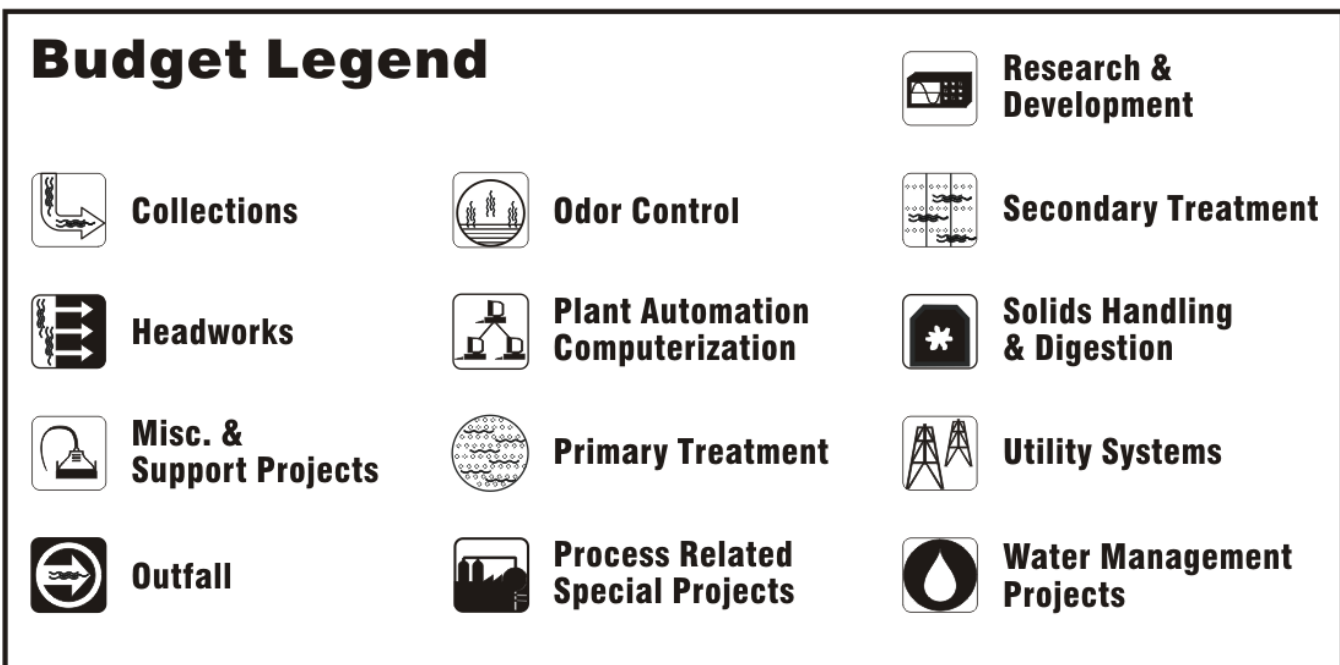 Budget Legend
Collections
Headworks
Misc. &
Support Projects
Outfall
Odor Control
Plant Automation
Computerization
Primary Treatment
Process Related
Special Projects
Research &
Development
Secondary Treatment
Solids Handling
& Digestion
Utility Systems
Water Management
Projects